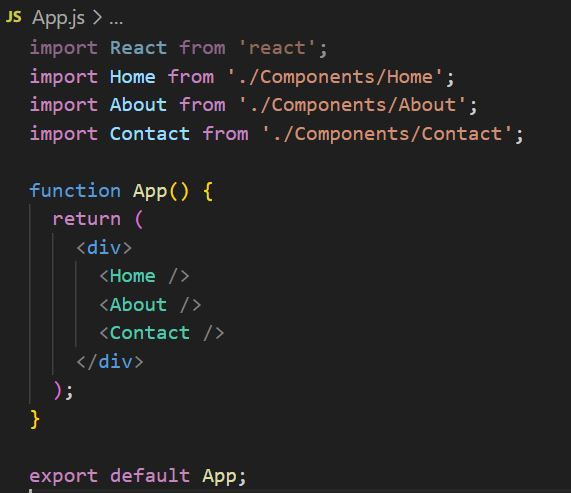 JS App.js > ...
import React from 'react';
import Home from './Components/Home';
import About from './Components/About';
import Contact from './Components/Contact';
function App() {
return (
<div>
<Home />
<About />
<Contact />
</div>
);
}
export default App;